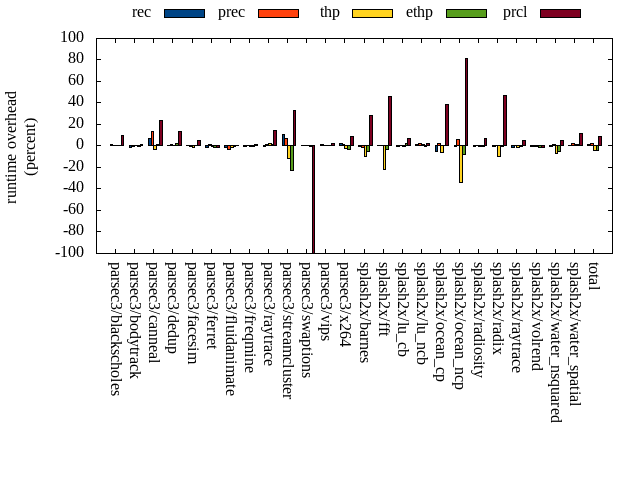 rec prec thp ethp prcl
100
80
60
40
20
0
-20
-40
-60
-80
-100
runtime overhead
(percent)
parsec3/blackscholes
parsec3/bodytrack
parsec3/canneal
parsec3/dedup
parsec3/facesim
parsec3/ferret
parsec3/fluidanimate
parsec3/freqmine
parsec3/raytrace
parsec3/streamcluster
parsec3/swaptions
parsec3/vips
parsec3/x264
splash2x/barnes
splash2x/fft
splash2x/lu_cb
splash2x/lu_ncb
splash2x/ocean_cp
splash2x/ocean_ncp
splash2x/radiosity
splash2x/radix
splash2x/raytrace
splash2x/volrend
splash2x/water_nsquared
splash2x/water_spatial
total